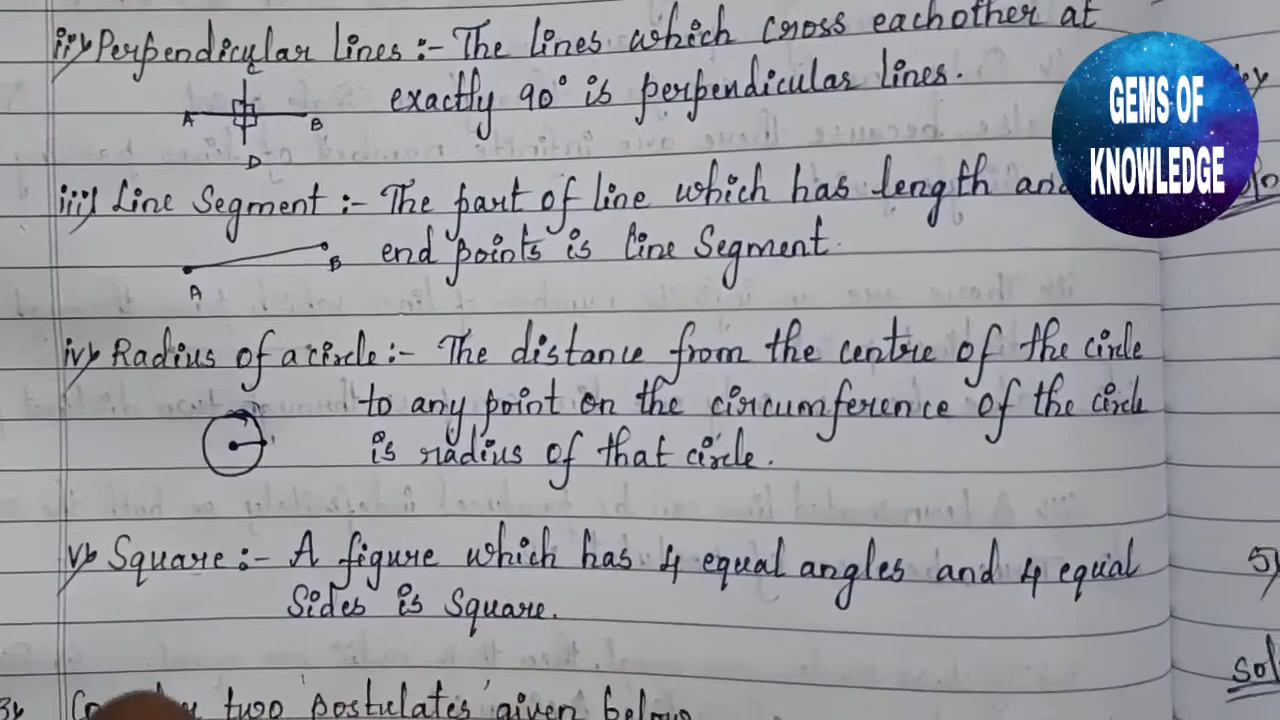 ii) Perpendicular lines :- The lines which cross eachother at
exactly 90° is perpendicular lines.
C
A B
D
iii) Line Segment :- The part of line which has length and
end points is line segment.
A B
iv) Radius of a circle :- The distance from the centre of the circle
to any point on the circumference of the circle
is radius of that circle.
v) Square :- A figure which has 4 equal angles and 4 equal
Sides is Square.
two 'postulates' given below
5)
sol
GEMS OF
KNOWLEDGE